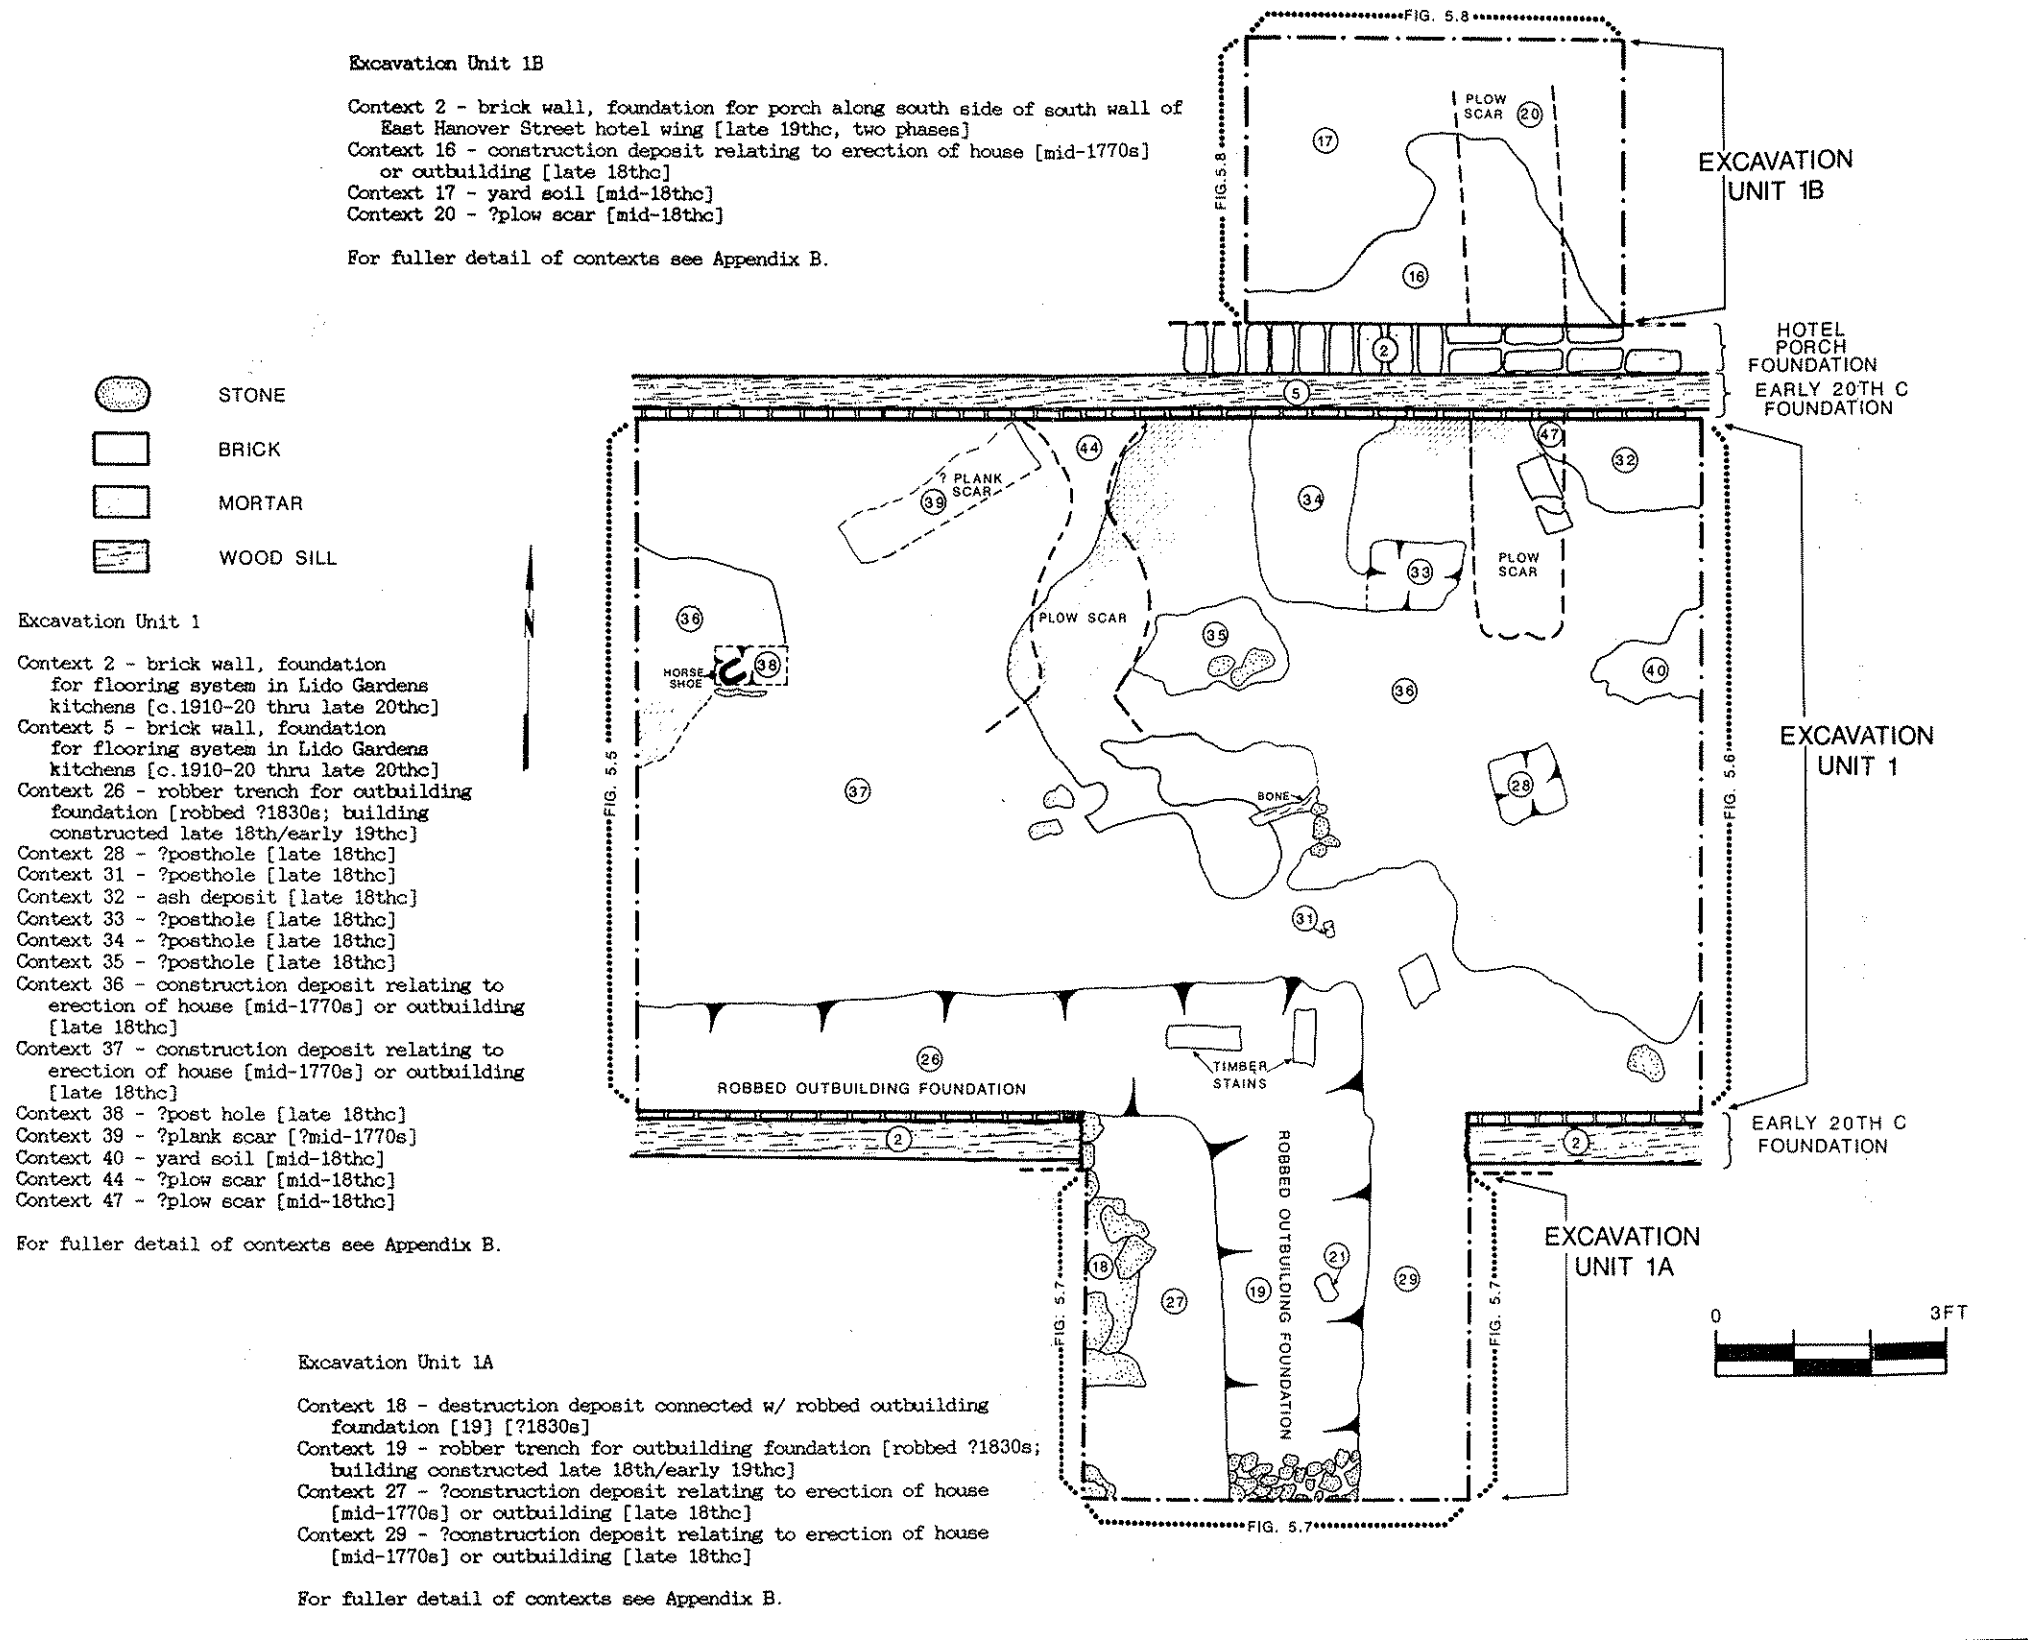 FIG. 5.8
Excavation Unit 1B
Context 2 - brick wall, foundation for porch along south side of south wall of
East Hanover Street hotel wing [late 19thc, two phases]
Context 16 - construction deposit relating to erection of house [mid-1770s]
or outbuilding [late 18thc]
Context 17 - yard soil [mid-18thc]
Context 20 - ?plow scar [mid-18thc]
For fuller detail of contexts see Appendix B.
FIG. 5.8
PLOW
SCAR
20
17
16
EXCAVATION
UNIT 1B
HOTEL
PORCH
FOUNDATION
2
EARLY 20TH C
FOUNDATION
5
STONE
BRICK
MORTAR
WOOD SILL
N
Excavation Unit 1
Context 2 - brick wall, foundation
for flooring system in Lido Gardens
kitchens [c.1910-20 thru late 20thc]
Context 5 - brick wall, foundation
for flooring system in Lido Gardens
kitchens [c.1910-20 thru late 20thc]
Context 26 - robber trench for outbuilding
foundation [robbed ?1830s; building
constructed late 18th/early 19thc]
Context 28 - ?posthole [late 18thc]
Context 31 - ?posthole [late 18thc]
Context 32 - ash deposit [late 18thc]
Context 33 - ?posthole [late 18thc]
Context 34 - ?posthole [late 18thc]
Context 35 - ?posthole [late 18thc]
Context 36 - construction deposit relating to
erection of house [mid-1770s] or outbuilding
[late 18thc]
Context 37 - construction deposit relating to
erection of house [mid-1770s] or outbuilding
[late 18thc]
Context 38 - ?post hole [late 18thc]
Context 39 - ?plank scar [?mid-1770s]
Context 40 - yard soil [mid-18thc]
Context 44 - ?plow scar [mid-18thc]
Context 47 - ?plow scar [mid-18thc]
For fuller detail of contexts see Appendix B.
44
47
32
? PLANK
SCAR
39
34
33
PLOW
SCAR
36
PLOW SCAR
35
HORSE
SHOE
38
36
40
EXCAVATION
UNIT 1
FIG. 5.5
FIG. 5.6
37
BONE
28
31
26
TIMBER
STAINS
ROBBED OUTBUILDING FOUNDATION
2
2
EARLY 20TH C
FOUNDATION
ROBBED OUTBUILDING FOUNDATION
18
27
19
21
29
EXCAVATION
UNIT 1A
FIG. 5.7
FIG. 5.7
0
3FT
Excavation Unit 1A
Context 18 - destruction deposit connected w/ robbed outbuilding
foundation [19] [?1830s]
Context 19 - robber trench for outbuilding foundation [robbed ?1830s;
building constructed late 18th/early 19thc]
Context 27 - ?construction deposit relating to erection of house
[mid-1770s] or outbuilding [late 18thc]
Context 29 - ?construction deposit relating to erection of house
[mid-1770s] or outbuilding [late 18thc]
For fuller detail of contexts see Appendix B.
FIG. 5.7